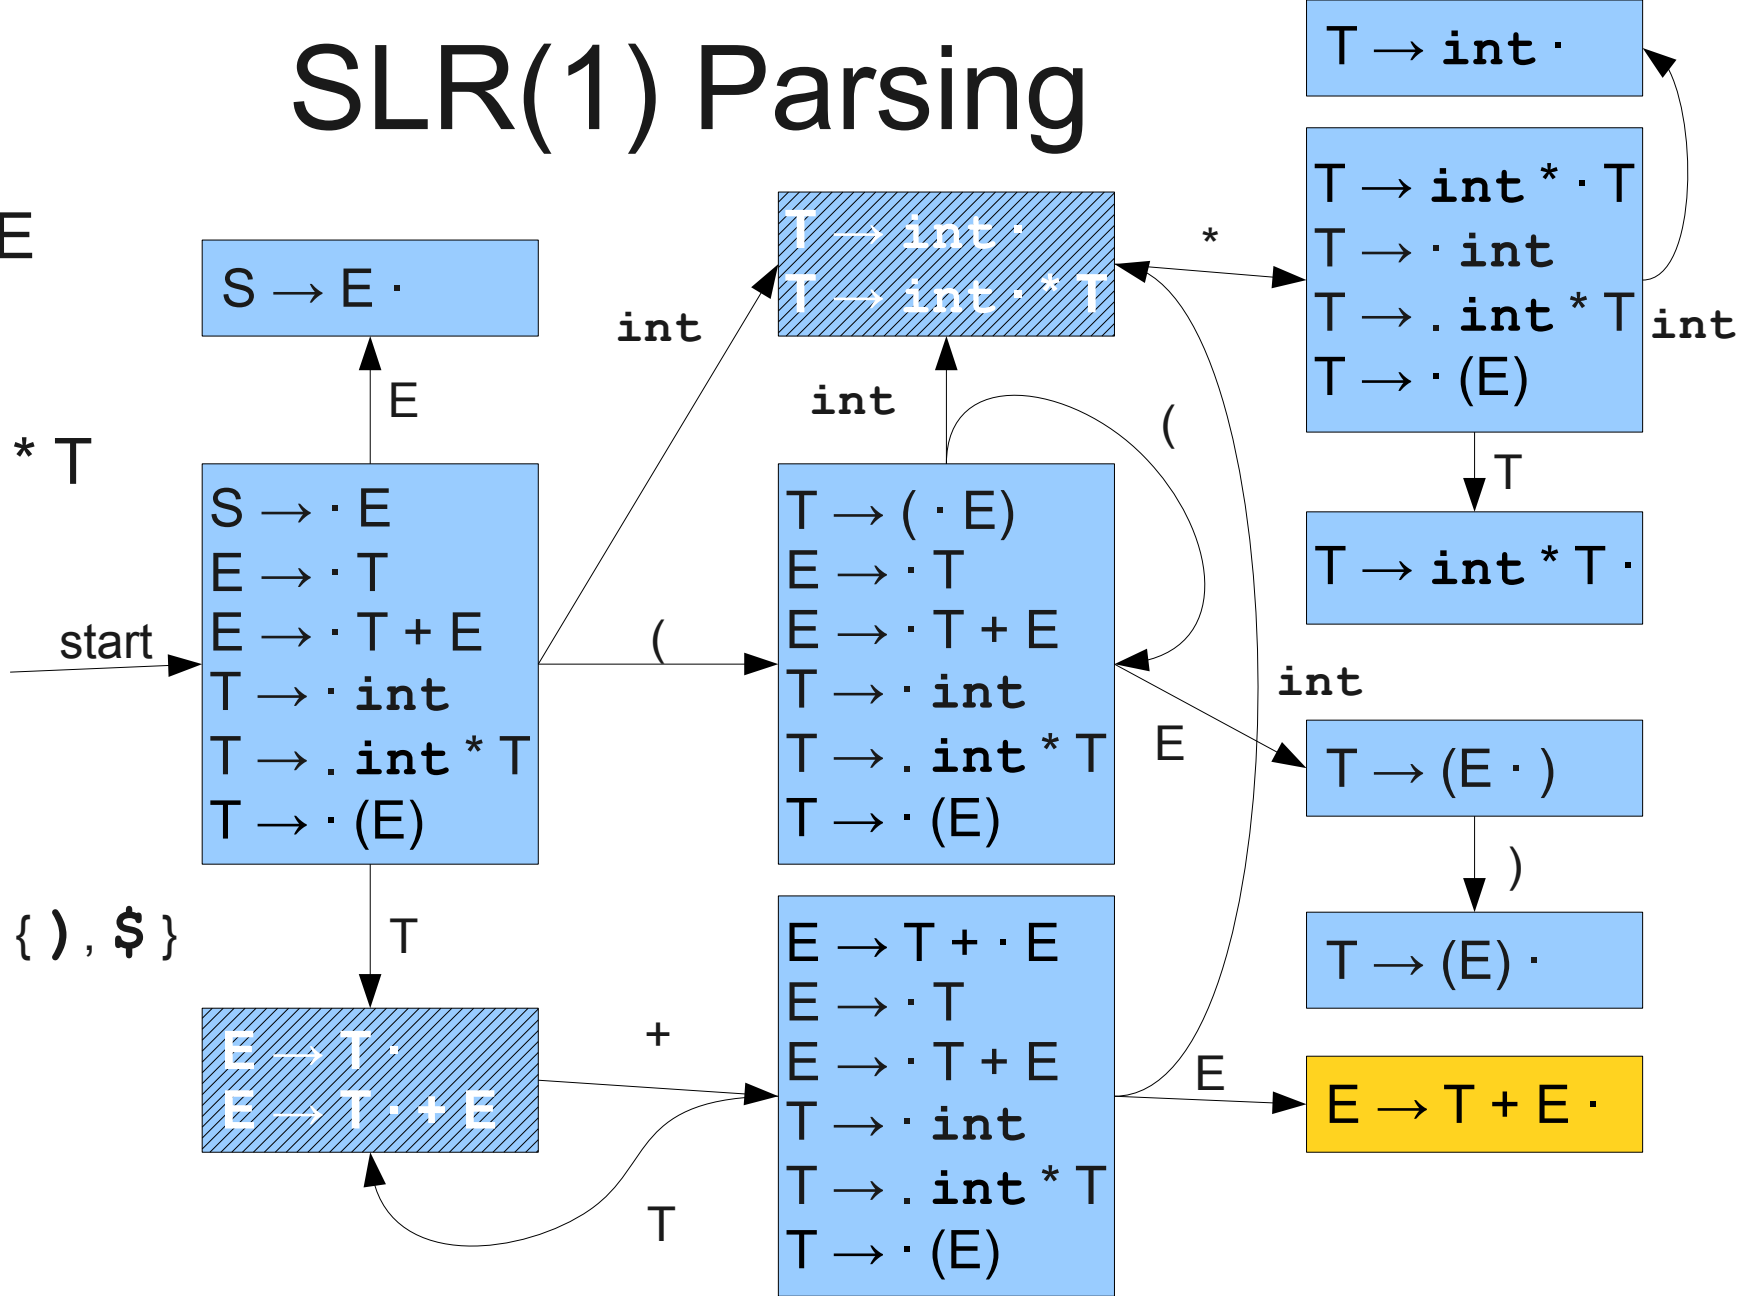 SLR(1) Parsing
E
* T
{ ), $ }
start
S → E ·
E
S → · E
E → · T
E → · T + E
T → · int
T → . int * T
T → · (E)
T
E → T ·
E → T · + E
+
T
int
(
T → int ·
T → int · * T
int
(
T → ( · E)
E → · T
E → · T + E
T → · int
T → . int * T
T → · (E)
E → T + · E
E → · T
E → · T + E
T → · int
T → . int * T
T → · (E)
*
int
E
E
T → int ·
T → int * · T
T → · int
T → . int * T
T → · (E)
int
T
T → int * T ·
T → (E · )
)
T → (E) ·
E → T + E ·